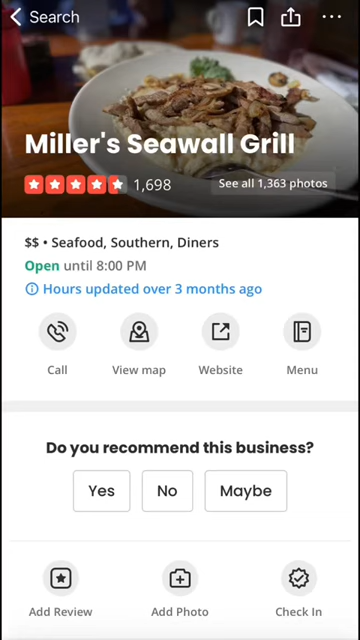 Search
Miller's Seawall Grill
1,698
See all 1,363 photos
$$ • Seafood, Southern, Diners
Open until 8:00 PM
Hours updated over 3 months ago
Call View map Website Menu
Do you recommend this business?
Yes No Maybe
Add Review Add Photo Check In